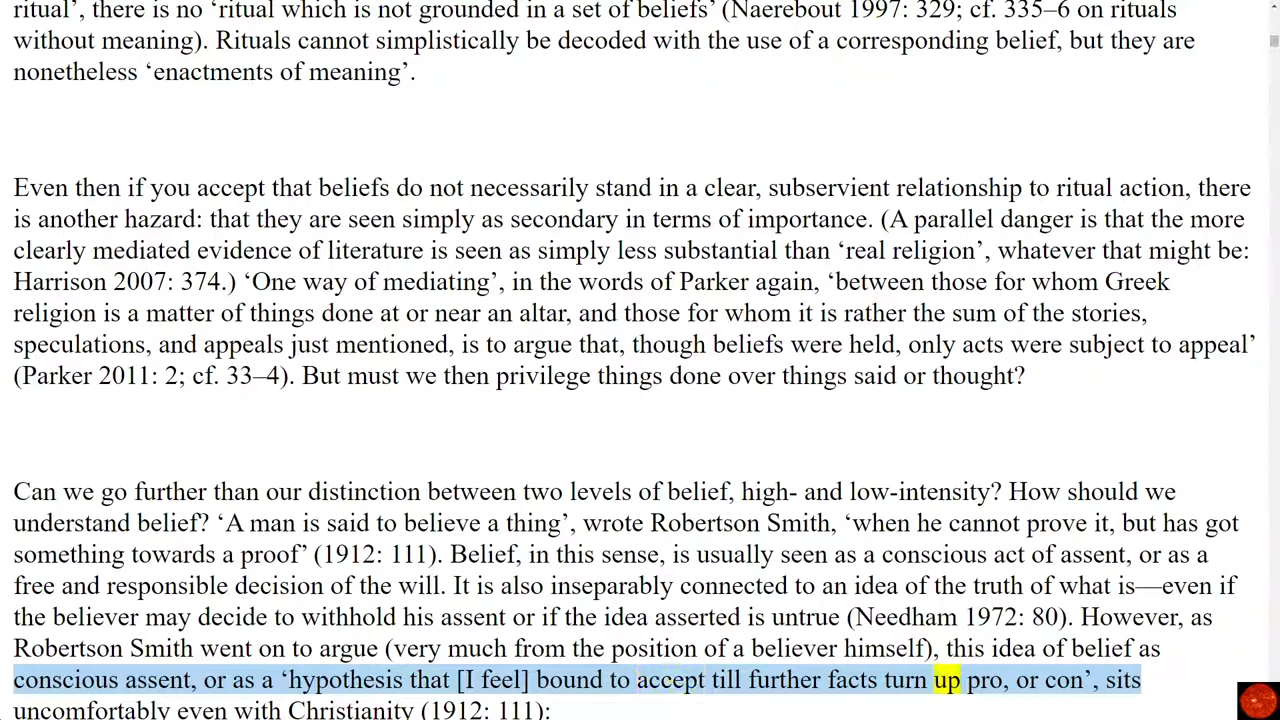 ritual’, there is no ‘ritual which is not grounded in a set of beliefs’ (Naerebout 1997: 329; cf. 335–6 on rituals
without meaning). Rituals cannot simplistically be decoded with the use of a corresponding belief, but they are
nonetheless ‘enactments of meaning’.
Even then if you accept that beliefs do not necessarily stand in a clear, subservient relationship to ritual action, there
is another hazard: that they are seen simply as secondary in terms of importance. (A parallel danger is that the more
clearly mediated evidence of literature is seen as simply less substantial than ‘real religion’, whatever that might be:
Harrison 2007: 374.) ‘One way of mediating’, in the words of Parker again, ‘between those for whom Greek
religion is a matter of things done at or near an altar, and those for whom it is rather the sum of the stories,
speculations, and appeals just mentioned, is to argue that, though beliefs were held, only acts were subject to appeal’
(Parker 2011: 2; cf. 33–4). But must we then privilege things done over things said or thought?
Can we go further than our distinction between two levels of belief, high- and low-intensity? How should we
understand belief? ‘A man is said to believe a thing’, wrote Robertson Smith, ‘when he cannot prove it, but has got
something towards a proof’ (1912: 111). Belief, in this sense, is usually seen as a conscious act of assent, or as a
free and responsible decision of the will. It is also inseparably connected to an idea of the truth of what is—even if
the believer may decide to withhold his assent or if the idea asserted is untrue (Needham 1972: 80). However, as
Robertson Smith went on to argue (very much from the position of a believer himself), this idea of belief as
conscious assent, or as a ‘hypothesis that [I feel] bound to accept till further facts turn up pro, or con’, sits
uncomfortably even with Christianity (1912: 111):